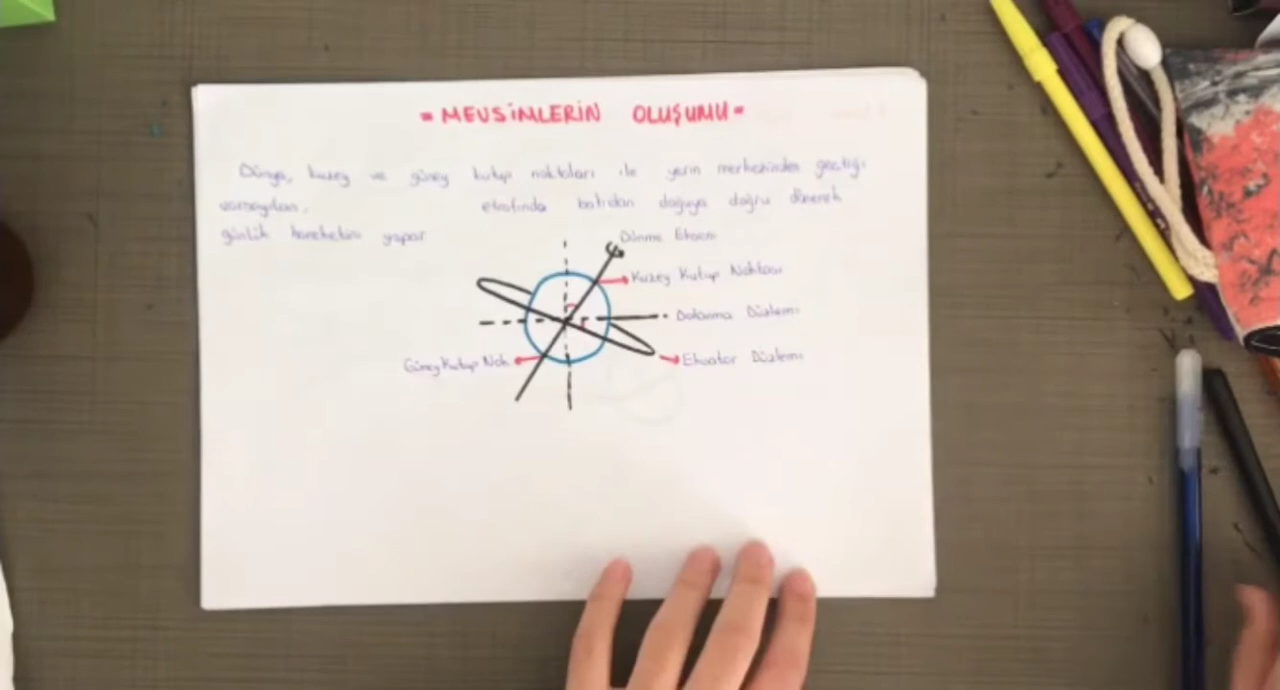 = MEVSİMLERİN OLUŞUMU =
Dünya, kuzey ve güney kutup noktaları ile yerin merkezinden geçtiği
varsayılan. etrafında batıdan doğuya doğru dönerek
günlük hareketini yapar
Dönme Ekseni
Kuzey Kutup Noktası
Dolanma Düzlemi
Güney Kutup Nok.
Ekvator Düzlemi